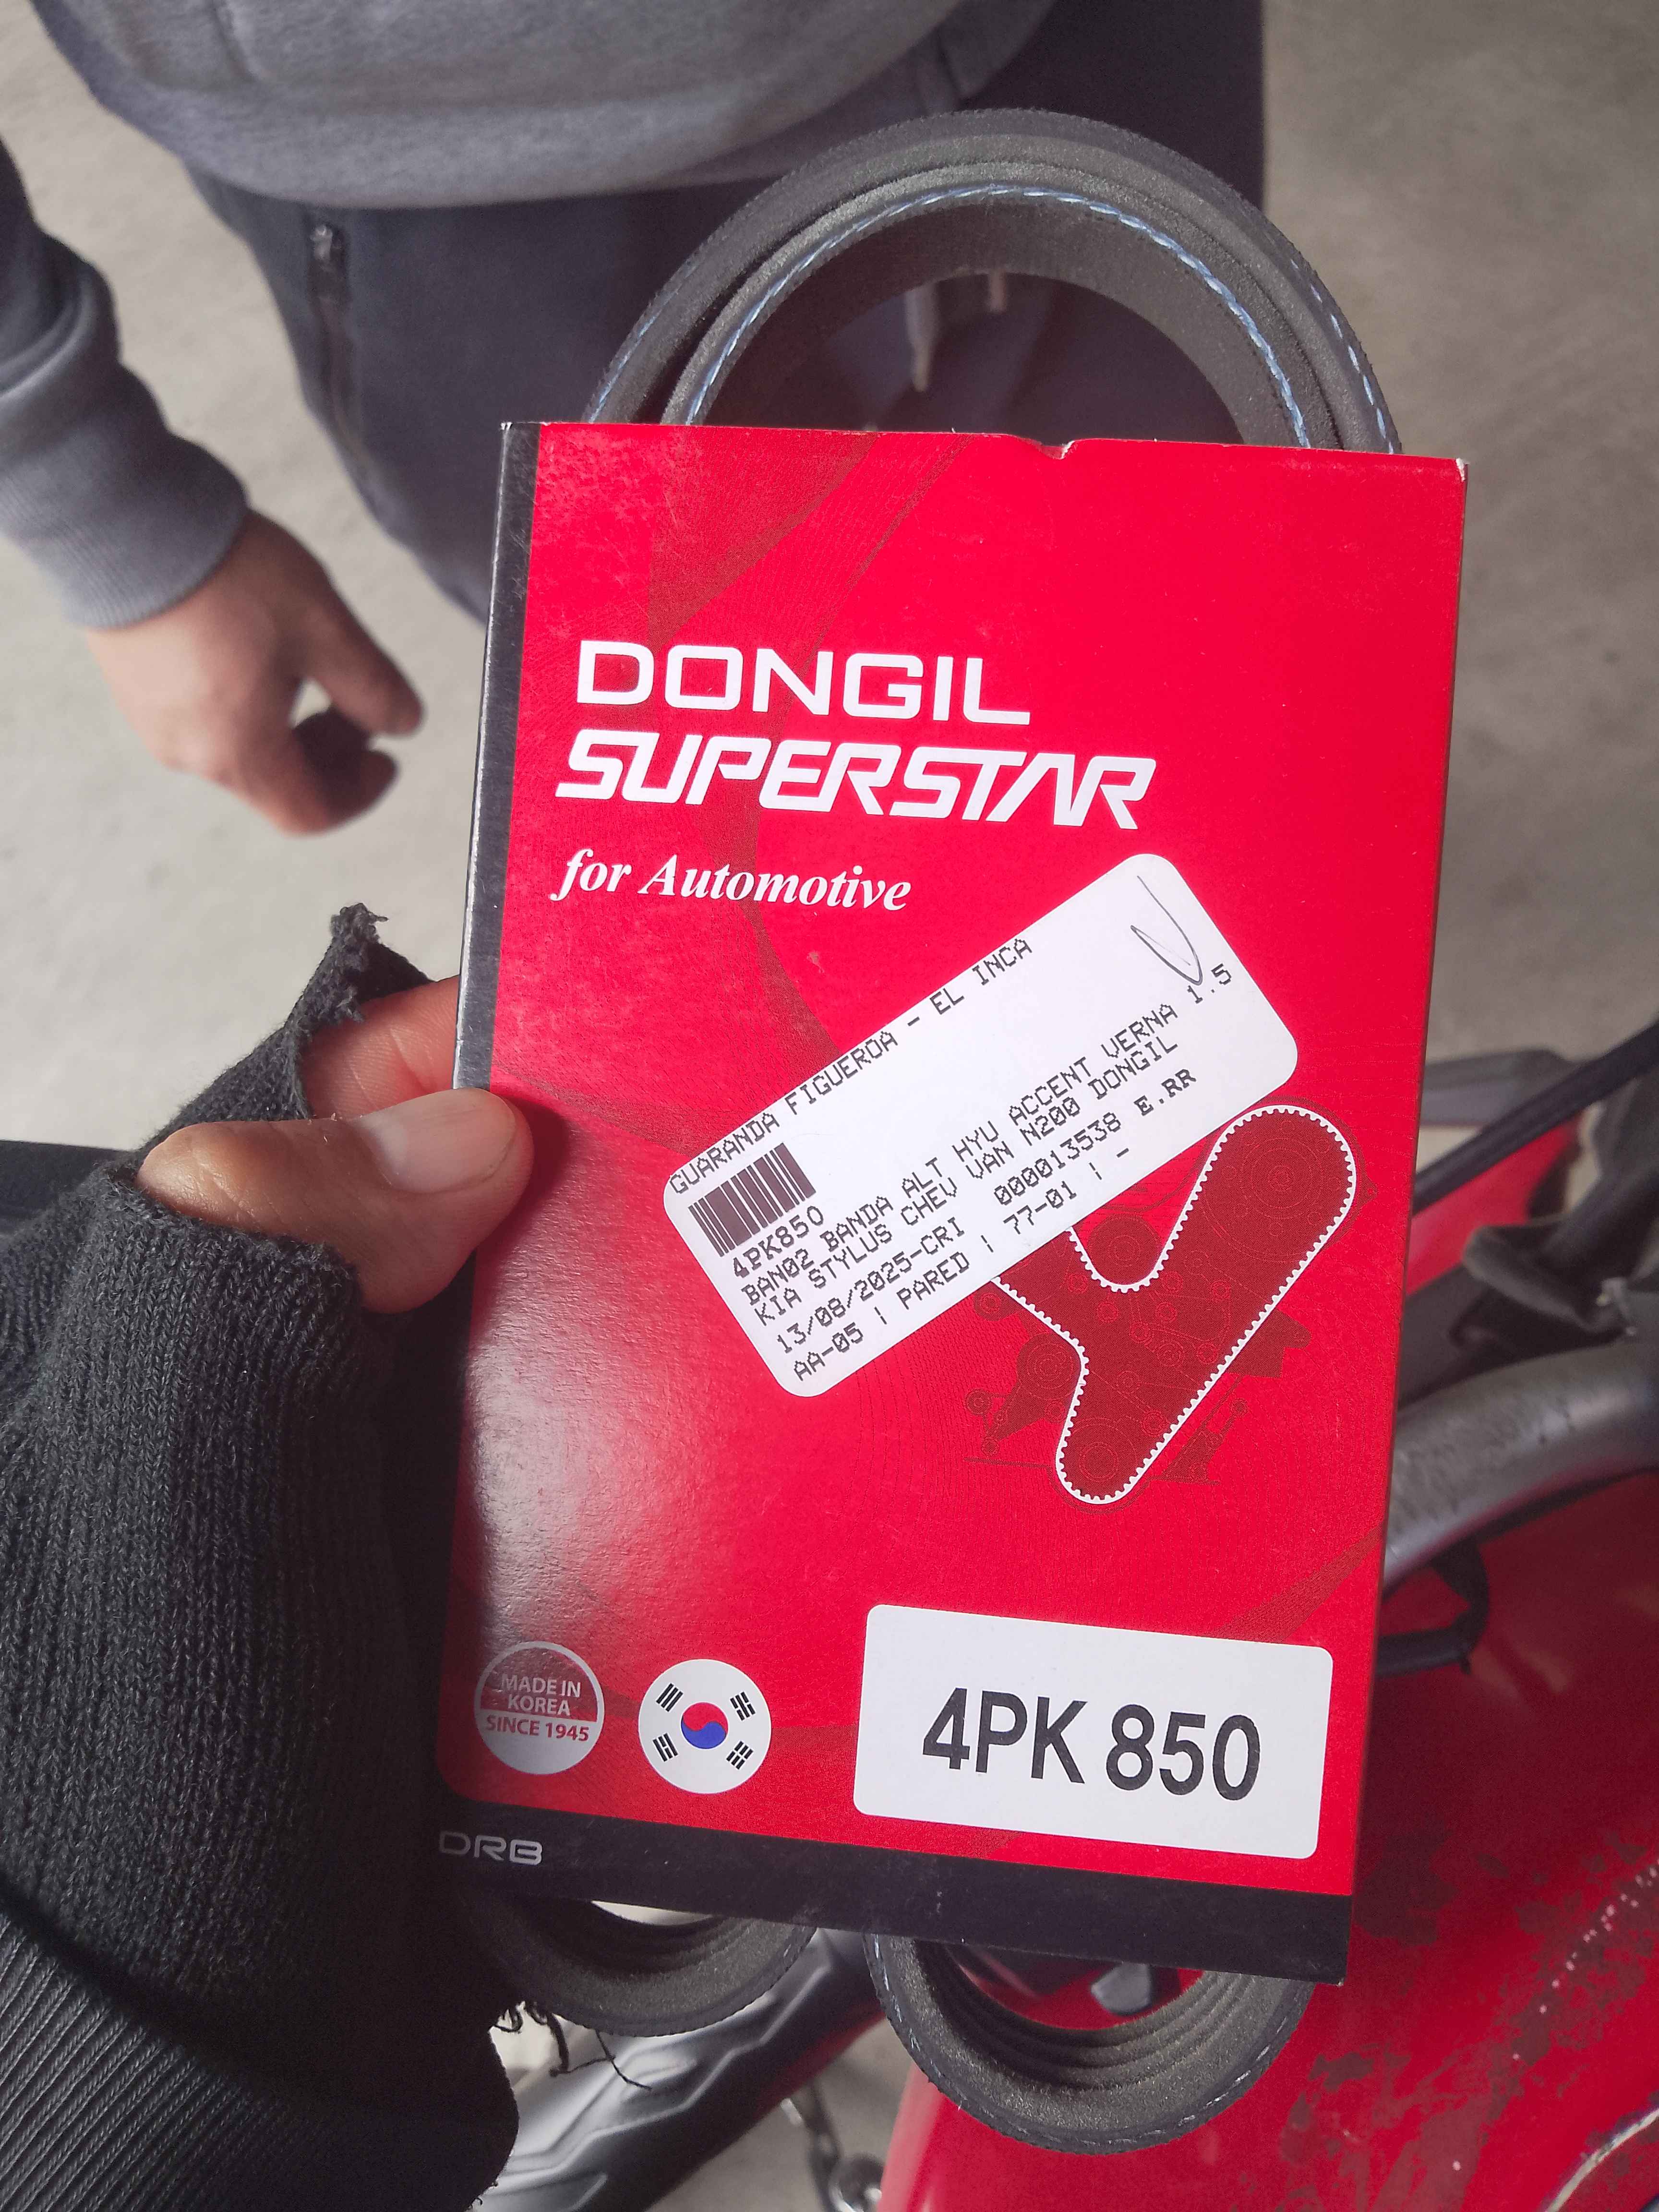 DONGIL
SUPERSTAR
for Automotive
GUARANDA FIGUEROA - EL INCA
4PK850
BAN02 BANDA ALT HYU ACCENT VERNA 1.5
KIA STYLUS CHEV VAN N200 DONGIL
13/08/2025-CRI 000013538 E.RR
AA-05 | PARED | 77-01 | -
MADE IN
KOREA
SINCE 1945
4PK 850
DRB